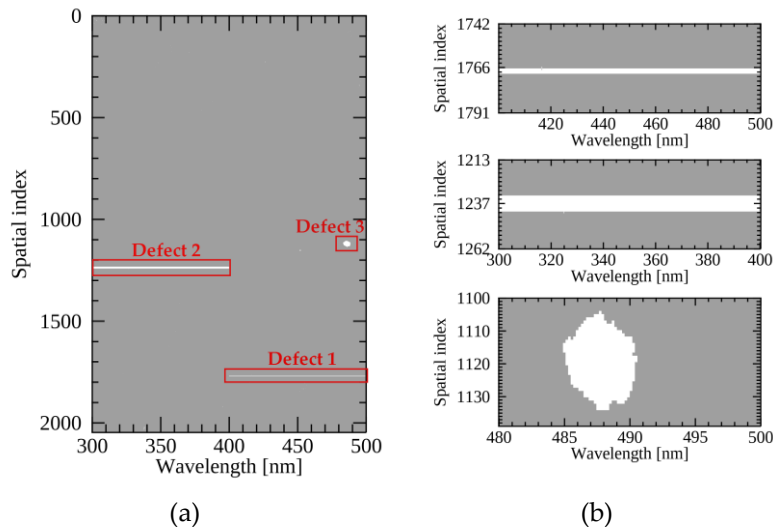 0
500
1000
1500
2000
Spatial index
Defect 3
Defect 2
Defect 1
300 350 400 450 500
Wavelength [nm]
(a)
1742
1766
1791
Spatial index
420 440 460 480 500
Wavelength [nm]
1213
1237
1262
Spatial index
300 320 340 360 380 400
Wavelength [nm]
1100
1110
1120
1130
Spatial index
480 485 490 495 500
Wavelength [nm]
(b)